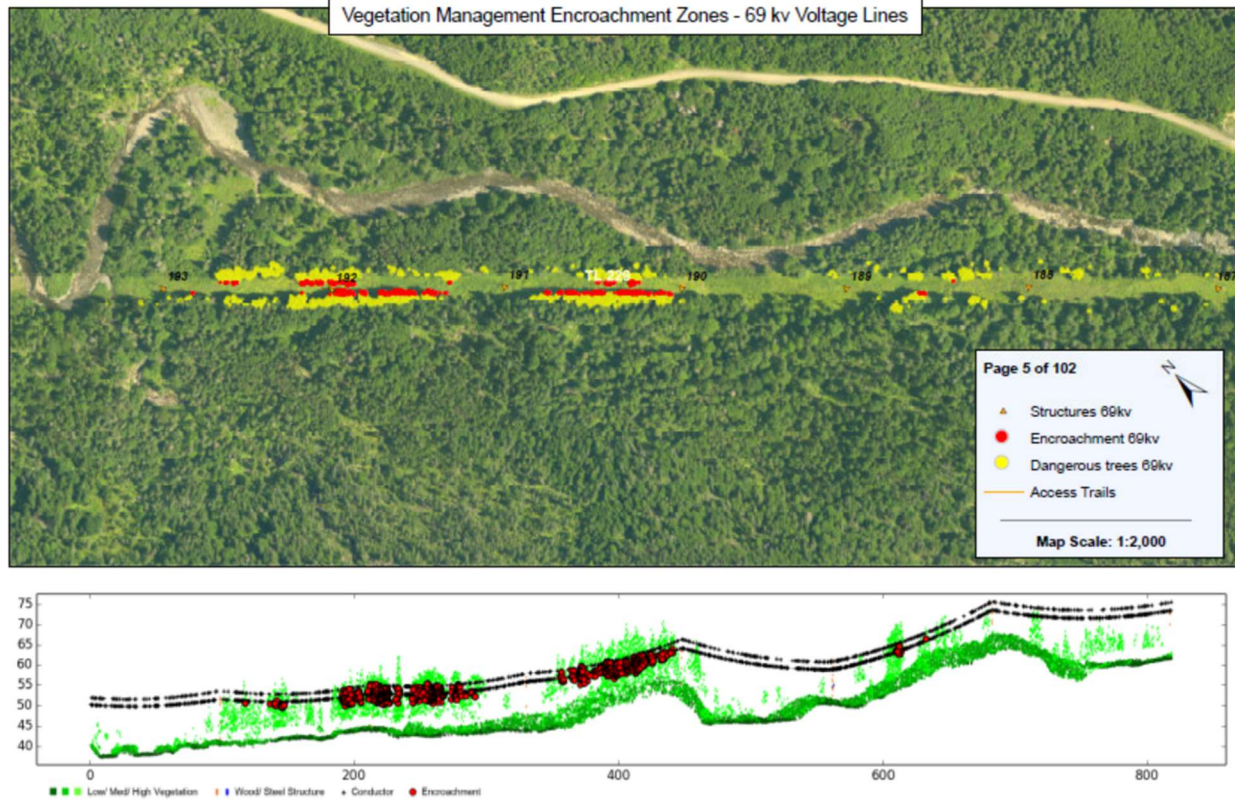 Vegetation Management Encroachment Zones - 69 kv Voltage Lines
193
192
191
190
189
188
187
Page 5 of 102
N
Structures 69kv
Encroachment 69kv
Dangerous trees 69kv
Access Trails
Map Scale: 1:2,000
75
70
65
60
55
50
45
40
0
200
400
600
800
Low/ Med/ High Vegetation
Wood/ Steel Structure
Conductor
Encroachment